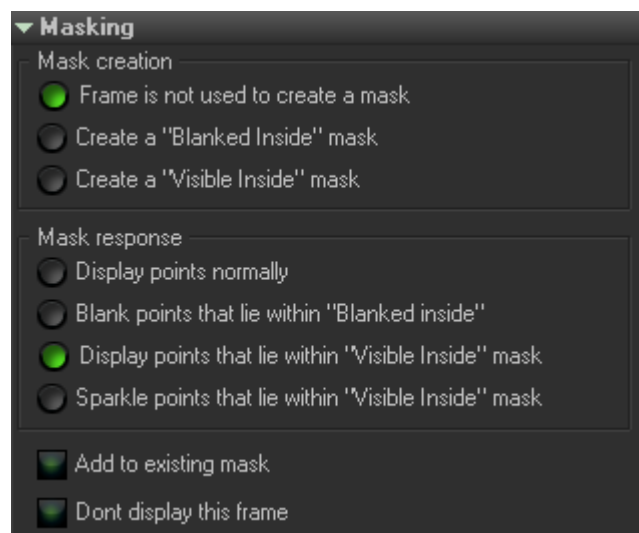 Masking
Mask creation
Frame is not used to create a mask
Create a "Blanked Inside" mask
Create a "Visible Inside" mask
Mask response
Display points normally
Blank points that lie within "Blanked inside"
Display points that lie within "Visible Inside" mask
Sparkle points that lie within "Visible Inside" mask
Add to existing mask
Dont display this frame